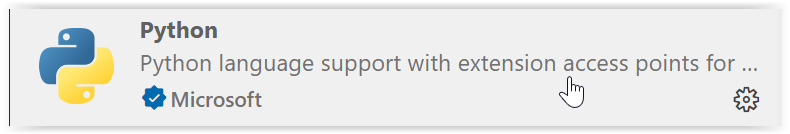 Python
Python language support with extension access points for ...
Microsoft